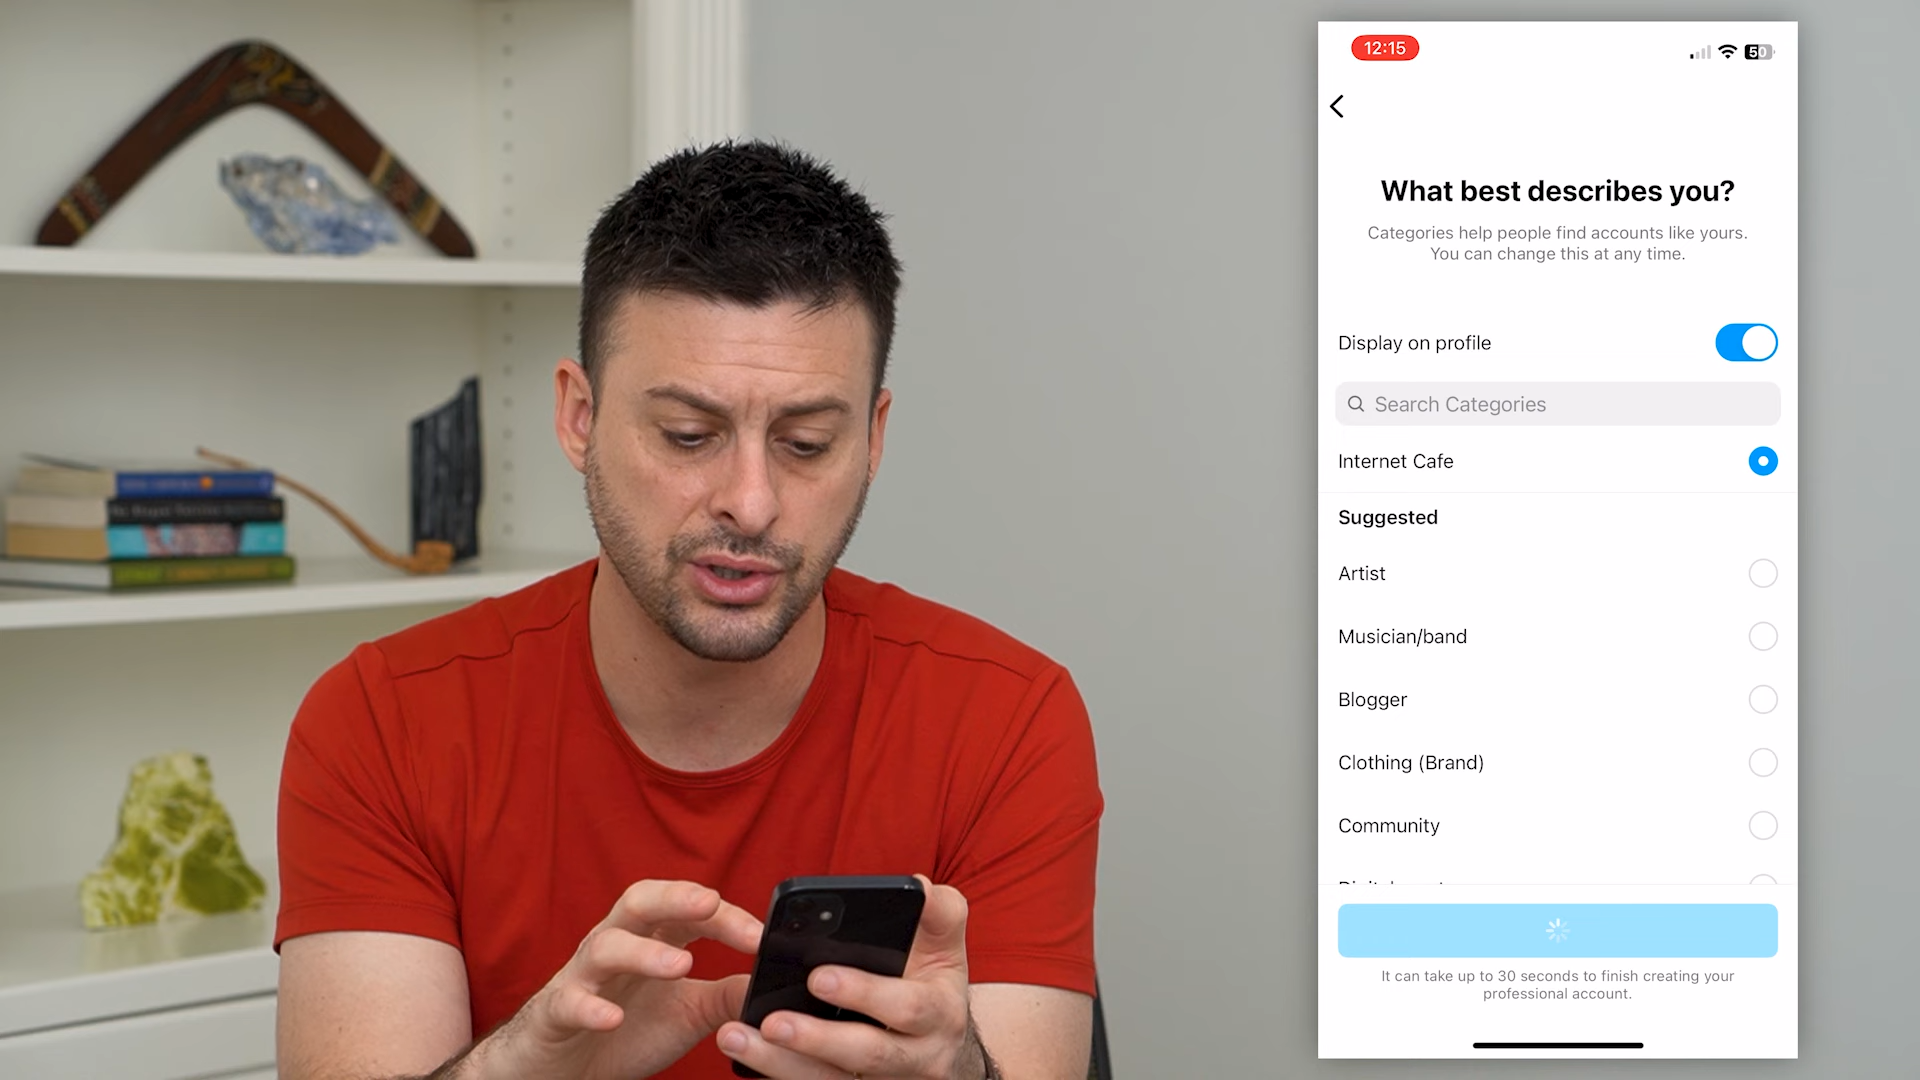 12:15
50
What best describes you?
Categories help people find accounts like yours.
You can change this at any time.
Display on profile
Search Categories
Internet Cafe
Suggested
Artist
Musician/band
Blogger
Clothing (Brand)
Community
It can take up to 30 seconds to finish creating your
professional account.